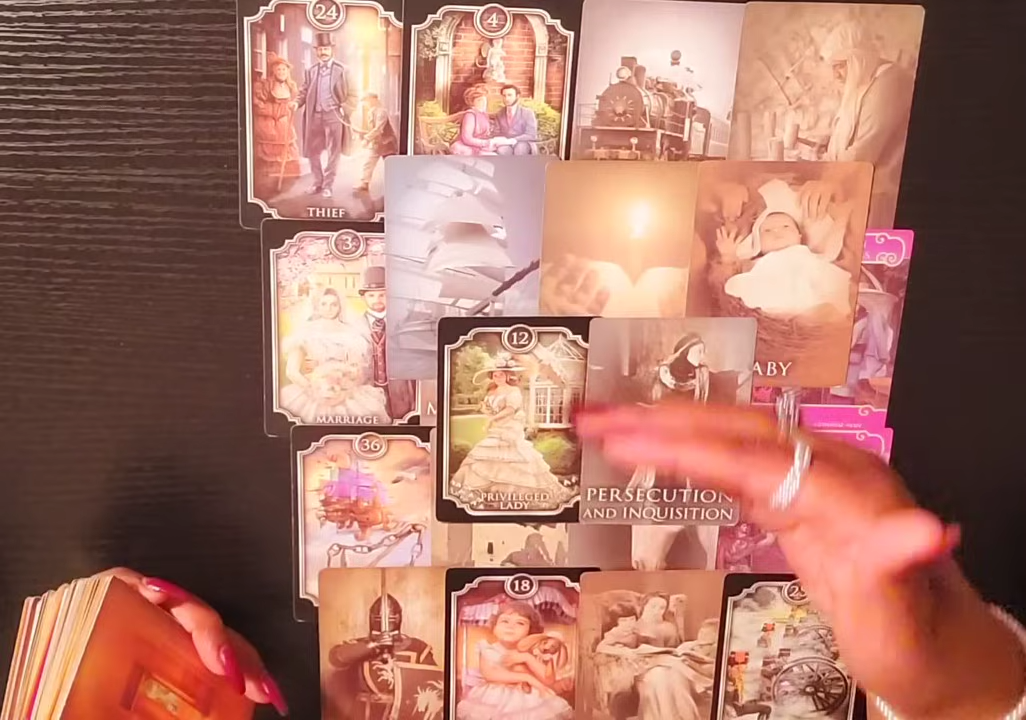 24
4
THIEF
3
ABY
MARRIAGE
M
12
PRIVILEGED
LADY
PERSECUTION
AND INQUISITION
36
18